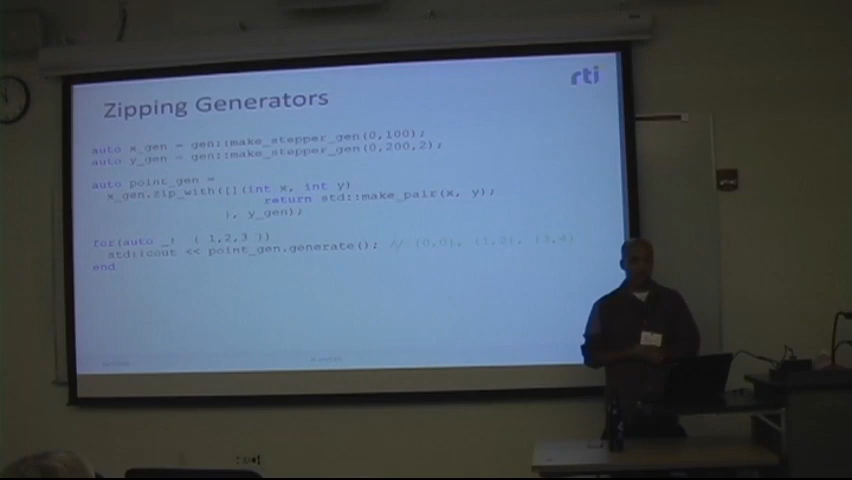 rti
Zipping Generators
auto x_gen = gen::make_stepper_gen(0,100);
auto y_gen = gen::make_stepper_gen(0,200,2);
auto point_gen =
x_gen.zip_with([](int x, int y)
return std::make_pair(x, y);
}, y_gen);
for(auto _: { 1,2,3 })
std::cout << point_gen.generate(); // {0,0}, {1,2}, {3,4}
end